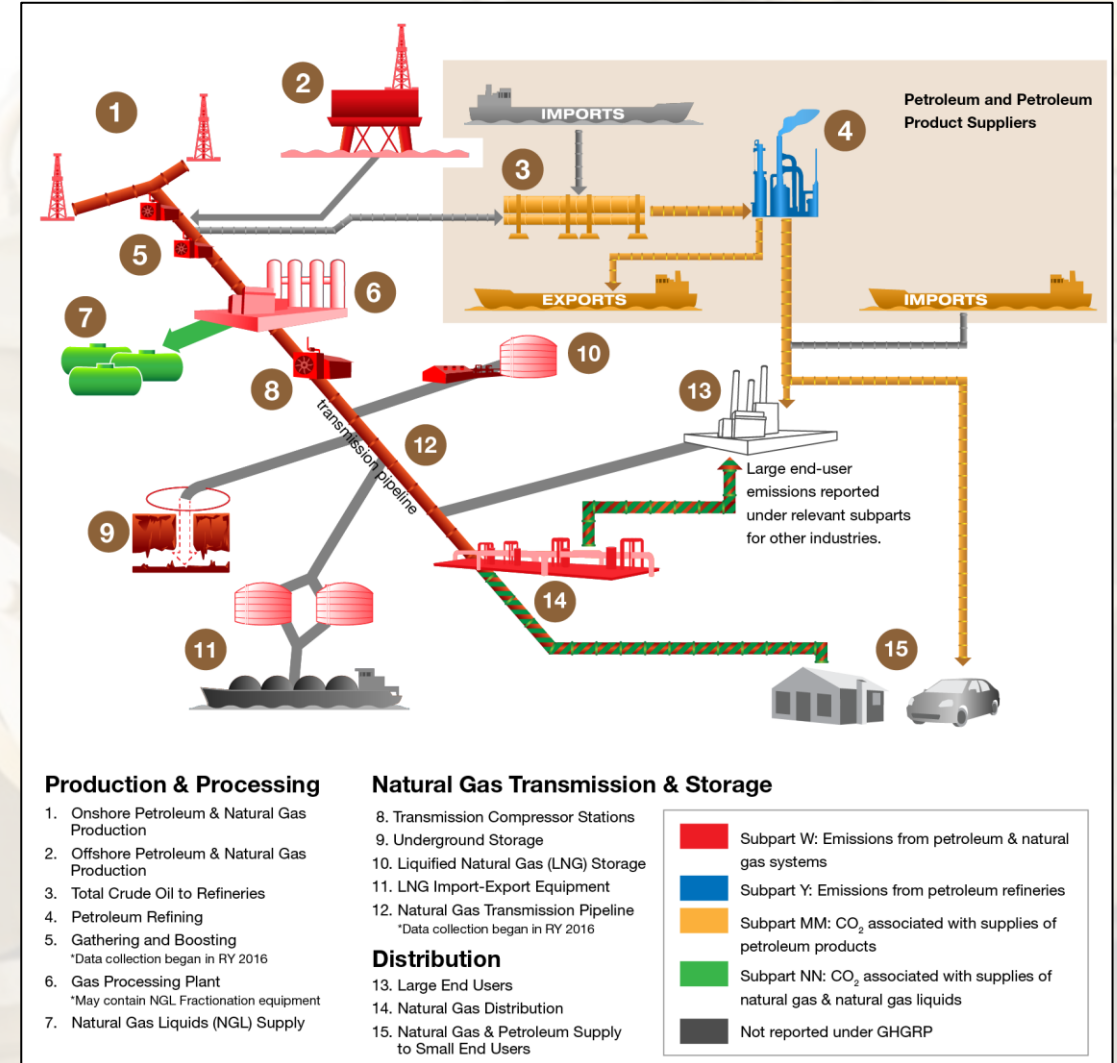 1
2
IMPORTS
Petroleum and Petroleum
Product Suppliers
4
3
5
6
EXPORTS
IMPORTS
7
8
10
13
transmission pipeline
12
Large end-user
emissions reported
under relevant subparts
for other industries.
9
14
11
15
Production & Processing
1. Onshore Petroleum & Natural Gas
Production
2. Offshore Petroleum & Natural Gas
Production
3. Total Crude Oil to Refineries
4. Petroleum Refining
5. Gathering and Boosting
*Data collection began in RY 2016
6. Gas Processing Plant
*May contain NGL Fractionation equipment
7. Natural Gas Liquids (NGL) Supply
Natural Gas Transmission & Storage
8. Transmission Compressor Stations
9. Underground Storage
10. Liquified Natural Gas (LNG) Storage
11. LNG Import-Export Equipment
12. Natural Gas Transmission Pipeline
*Data collection began in RY 2016
Distribution
13. Large End Users
14. Natural Gas Distribution
15. Natural Gas & Petroleum Supply
to Small End Users
Subpart W: Emissions from petroleum & natural
gas systems
Subpart Y: Emissions from petroleum refineries
Subpart MM: CO₂ associated with supplies of
petroleum products
Subpart NN: CO₂ associated with supplies of
natural gas & natural gas liquids
Not reported under GHGRP